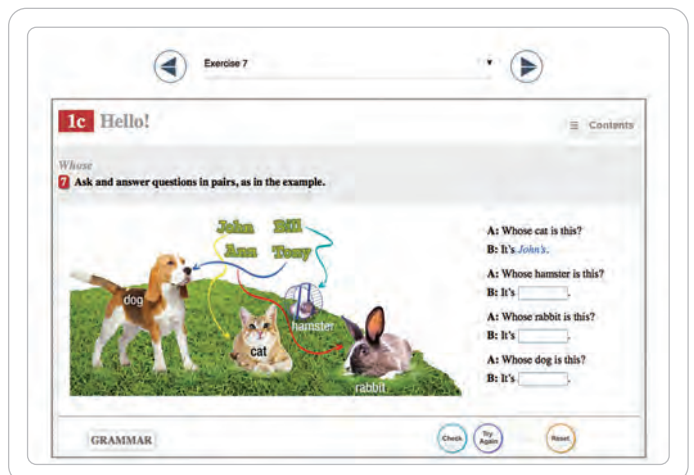 Exercise 7
1c Hello!
Contents
Whose
7 Ask and answer questions in pairs, as in the example.
John Bill
Ann Tony
dog
hamster
cat
rabbit
A: Whose cat is this?
B: It's John's.
A: Whose hamster is this?
B: It's .
A: Whose rabbit is this?
B: It's .
A: Whose dog is this?
B: It's .
GRAMMAR
Check
Try
Again
Reset